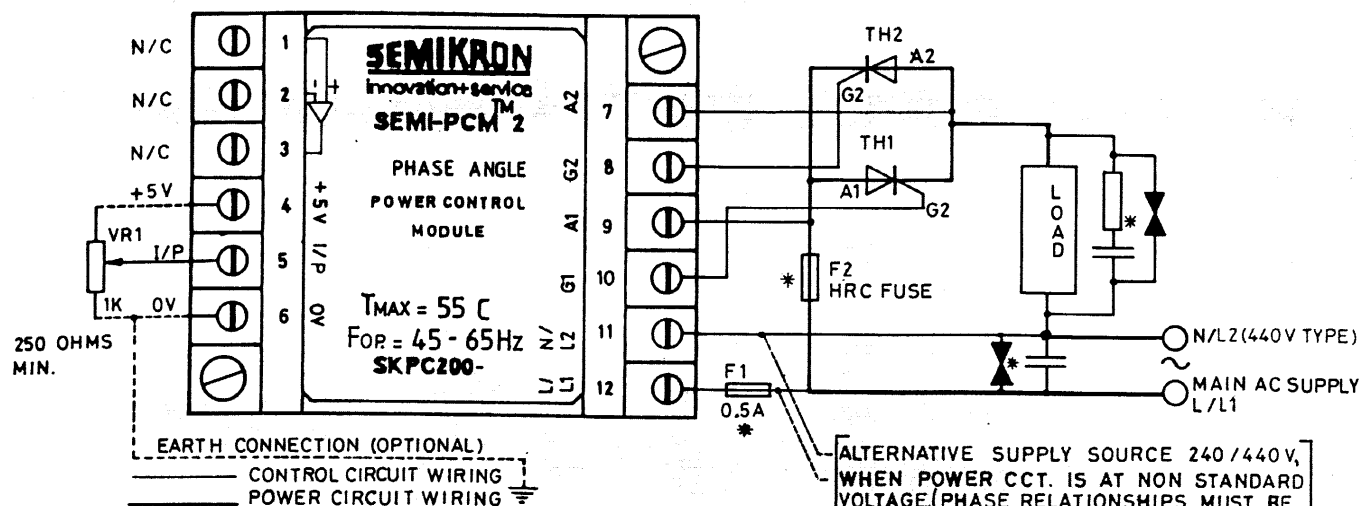 N/C
1
2
+
N/C
N/C
3
+5V
4
VR1
I/P
5
1K
0V
6
250 OHMS
MIN.
+5V
I/P
0V
SEMIKRON
innovation+service
SEMI-PCM™ 2
PHASE ANGLE
POWER CONTROL
MODULE
TMAX = 55 C
FOP. = 45 - 65Hz
SKPC200-
A2
7
G2
8
A1
9
G1
10
N/
L2
11
L/
L1
12
TH2
A2
G2
TH1
A1
G2
*
F2
HRC FUSE
F1
0.5A
*
LOAD
*
*
N/L2(440V TYPE)
~
MAIN AC SUPPLY
L/L1
EARTH CONNECTION (OPTIONAL)
CONTROL CIRCUIT WIRING
POWER CIRCUIT WIRING
ALTERNATIVE SUPPLY SOURCE 240/440V,
WHEN POWER CCT. IS AT NON STANDARD
VOLTAGE.(PHASE RELATIONSHIPS MUST BE